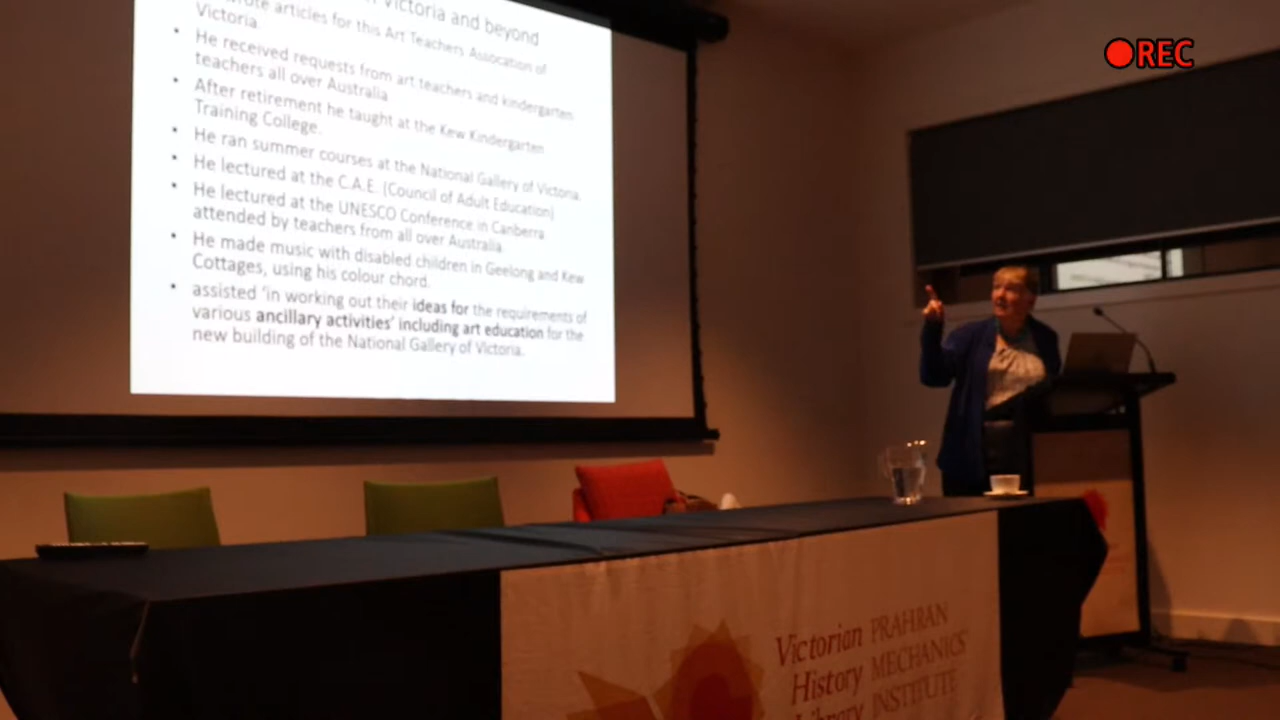 Victoria and beyond
articles for this Art Teachers Assocation of
Victoria.
• He received requests from art teachers and kindergarten
teachers all over Australia
• After retirement he taught at the Kew Kindergarten
Training College.
• He ran summer courses at the National Gallery of Victoria.
• He lectured at the C.A.E. (Council of Adult Education)
• He lectured at the UNESCO Conference in Canberra
attended by teachers from all over Australia.
• He made music with disabled children in Geelong and Kew
Cottages, using his colour chord.
• assisted ‘in working out their ideas for the requirements of
various ancillary activities’ including art education for the
new building of the National Gallery of Victoria.
REC
Victorian PRAHRAN
History MECHANICS'
Library INSTITUTE